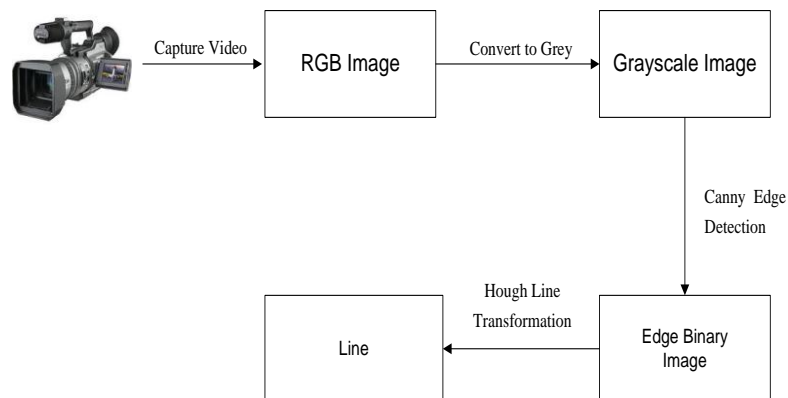 Capture Video
RGB Image
Convert to Grey
Grayscale Image
Canny Edge
Detection
Hough Line
Transformation
Line
Edge Binary
Image